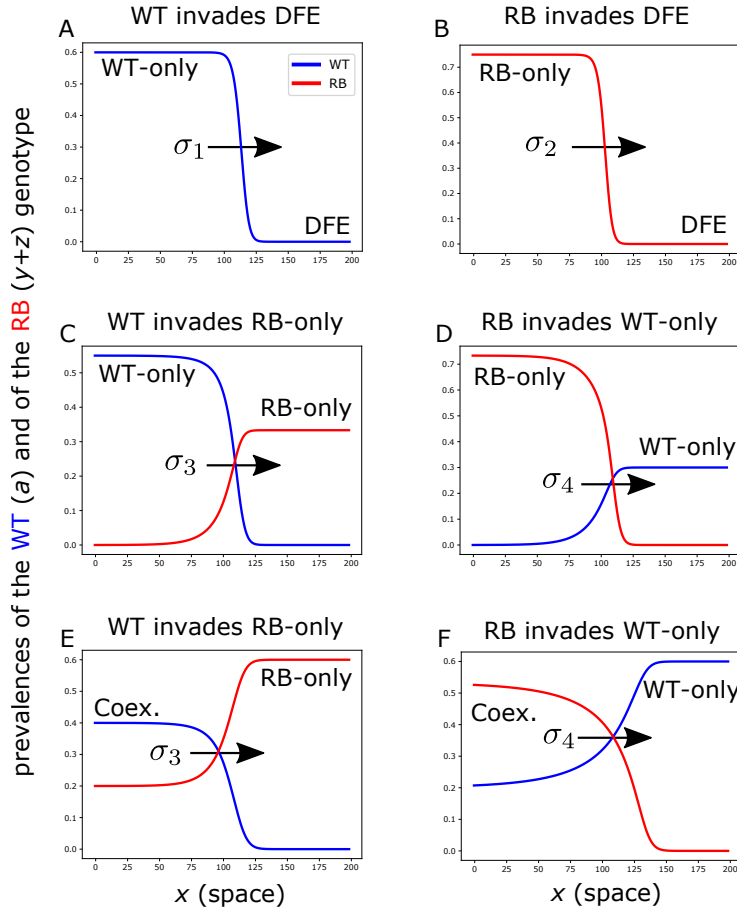 prevalences of the WT (a) and of the RB (y+z) genotype
A
WT invades DFE
WT-only
WT
RB
σ1
DFE
0.6
0.5
0.4
0.3
0.2
0.1
0.0
0 25 50 75 100 125 150 175 200
B
RB invades DFE
RB-only
σ2
DFE
0.7
0.6
0.5
0.4
0.3
0.2
0.1
0.0
0 25 50 75 100 125 150 175 200
C
WT invades RB-only
WT-only
RB-only
σ3
0.5
0.4
0.3
0.2
0.1
0.0
0 25 50 75 100 125 150 175 200
D
RB invades WT-only
RB-only
WT-only
σ4
0.7
0.6
0.5
0.4
0.3
0.2
0.1
0.0
0 25 50 75 100 125 150 175 200
E
WT invades RB-only
RB-only
Coex.
σ3
0.6
0.5
0.4
0.3
0.2
0.1
0.0
0 25 50 75 100 125 150 175 200
x (space)
F
RB invades WT-only
WT-only
Coex.
σ4
0.6
0.5
0.4
0.3
0.2
0.1
0.0
0 25 50 75 100 125 150 175 200
x (space)